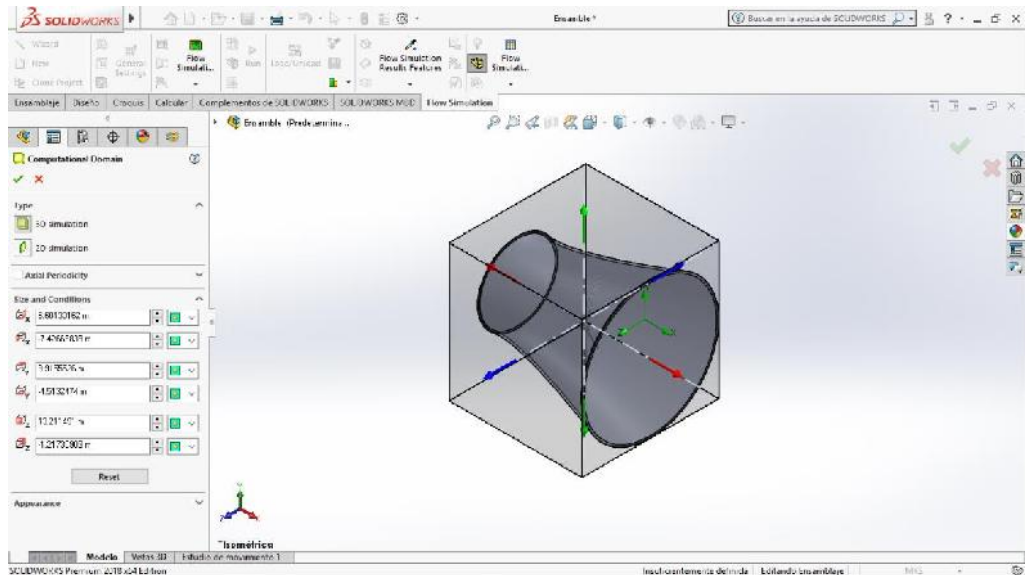 SOLIDWORKS
Ensamble *
Buscar en la ayuda de SOLIDWORKS
Wizard
New
Clone Project
General Settings
Flow Simulati...
Run
Load/Unload
Flow Simulation Results Features
Flow Simulati...
Ensamblaje
Diseño
Croquis
Calcular
Complementos de SOLIDWORKS
SOLIDWORKS MBD
Flow Simulation
Ensamble (Predetermina...
Computational Domain
Type
3D simulation
2D simulation
Axial Periodicity
Size and Conditions
Reset
Appearance
*Isométrica
Modelo
Vistas 3D
Estudio de movimiento 1
SOLIDWORKS Premium 2018 x64 Edition
Insuficientemente definida
Editando Ensamblaje
MKS